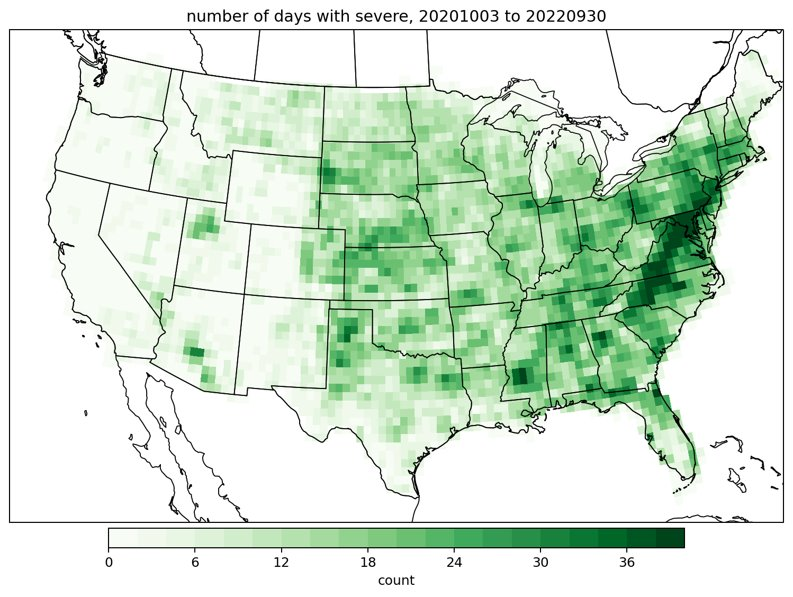 number of days with severe, 20201003 to 20220930
0 6 12 18 24 30 36
count